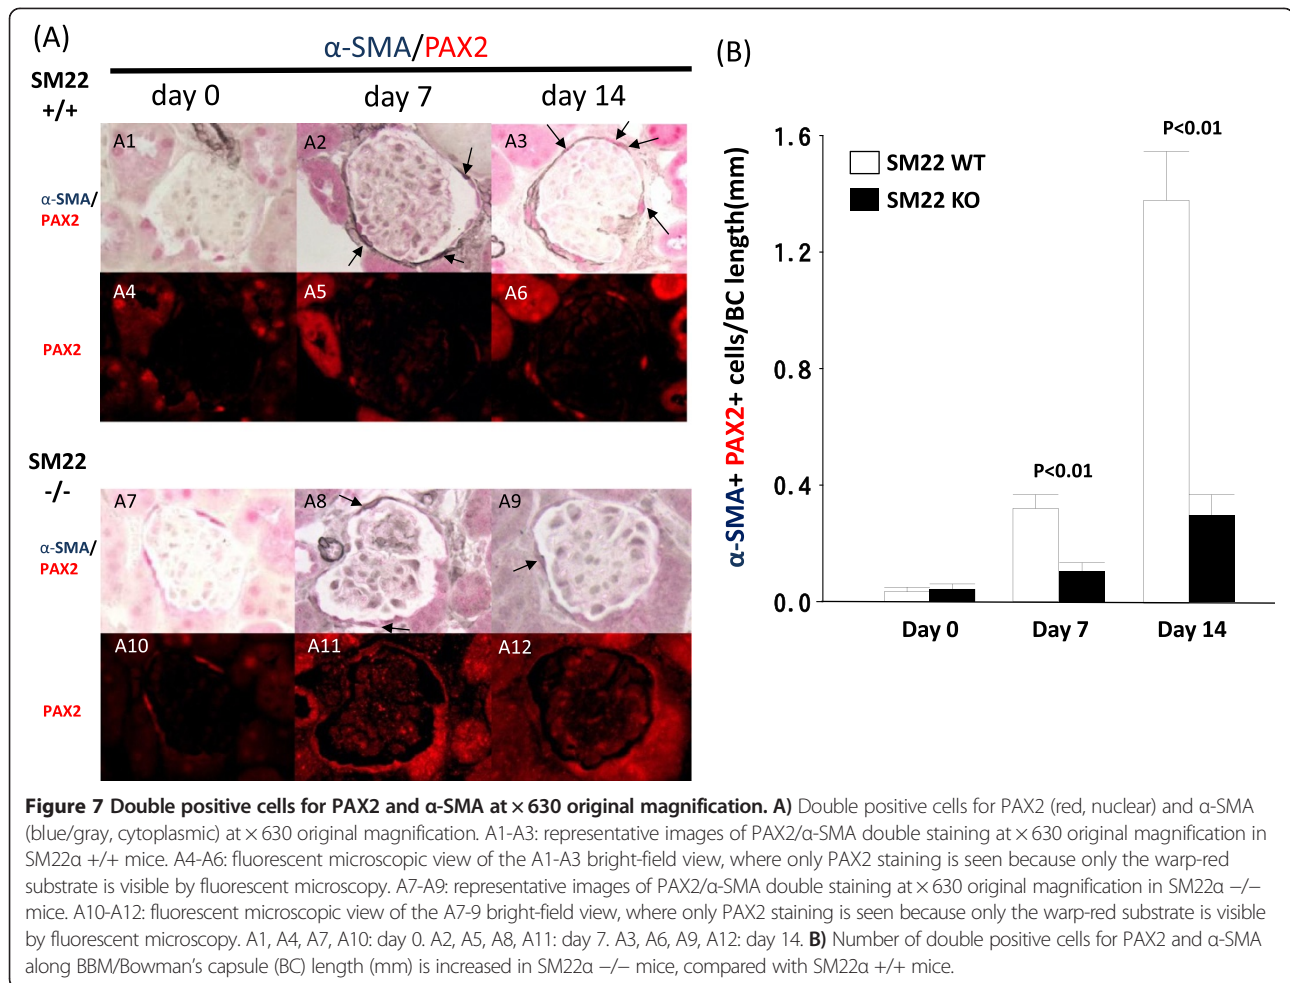 (A)
α-SMA/PAX2
SM22
+/+
day 0
day 7
day 14
A1
A2
A3
α-SMA/
PAX2
A4
A5
A6
PAX2
SM22
-/-
A7
A8
A9
α-SMA/
PAX2
A10
A11
A12
PAX2
(B)
α-SMA+ PAX2+ cells/BC length(mm)
1.6
1.2
0.8
0.4
0.0
SM22 WT
SM22 KO
P<0.01
P<0.01
Day 0
Day 7
Day 14
Figure 7 Double positive cells for PAX2 and α-SMA at × 630 original magnification. A) Double positive cells for PAX2 (red, nuclear) and α-SMA
(blue/gray, cytoplasmic) at × 630 original magnification. A1-A3: representative images of PAX2/α-SMA double staining at × 630 original magnification in
SM22α +/+ mice. A4-A6: fluorescent microscopic view of the A1-A3 bright-field view, where only PAX2 staining is seen because only the warp-red
substrate is visible by fluorescent microscopy. A7-A9: representative images of PAX2/α-SMA double staining at × 630 original magnification in SM22α −/−
mice. A10-A12: fluorescent microscopic view of the A7-9 bright-field view, where only PAX2 staining is seen because only the warp-red substrate is visible
by fluorescent microscopy. A1, A4, A7, A10: day 0. A2, A5, A8, A11: day 7. A3, A6, A9, A12: day 14. B) Number of double positive cells for PAX2 and α-SMA
along BBM/Bowman's capsule (BC) length (mm) is increased in SM22α −/− mice, compared with SM22α +/+ mice.